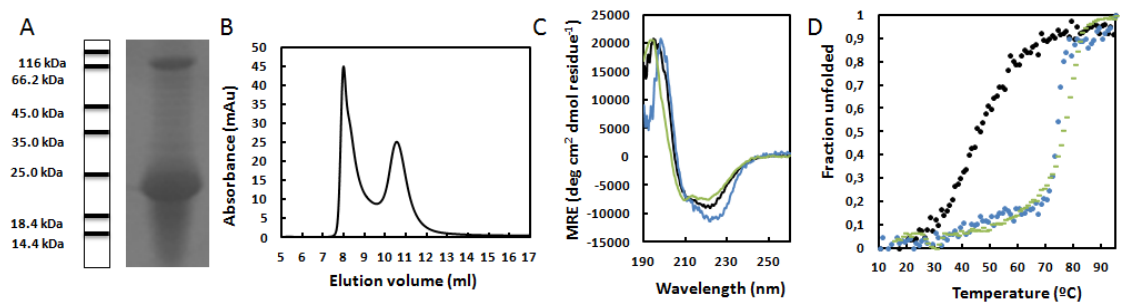 A
116 kDa
66.2 kDa
45.0 kDa
35.0 kDa
25.0 kDa
18.4 kDa
14.4 kDa
B
Absorbance (mAu)
50
45
40
35
30
25
20
15
10
5
0
5 6 7 8 9 10 11 12 13 14 15 16 17
Elution volume (ml)
C
MRE (deg cm² dmol residue⁻¹)
25000
20000
15000
10000
5000
0
-5000
-10000
-15000
190 210 230 250
Wavelength (nm)
D
Fraction unfolded
1
0,9
0,8
0,7
0,6
0,5
0,4
0,3
0,2
0,1
0
10 20 30 40 50 60 70 80 90
Temperature (ºC)